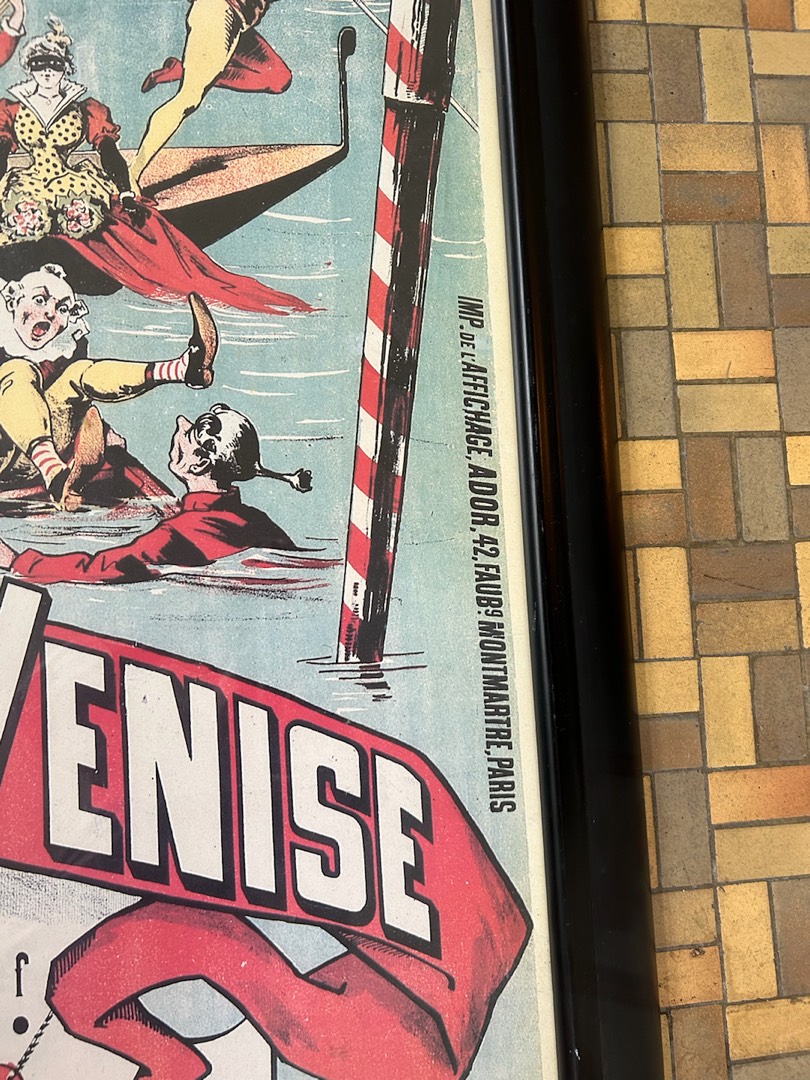 IMP. DE L'AFFICHAGE, ADOR, 42, FAUBG MONTMARTRE, PARIS
VENISE
f